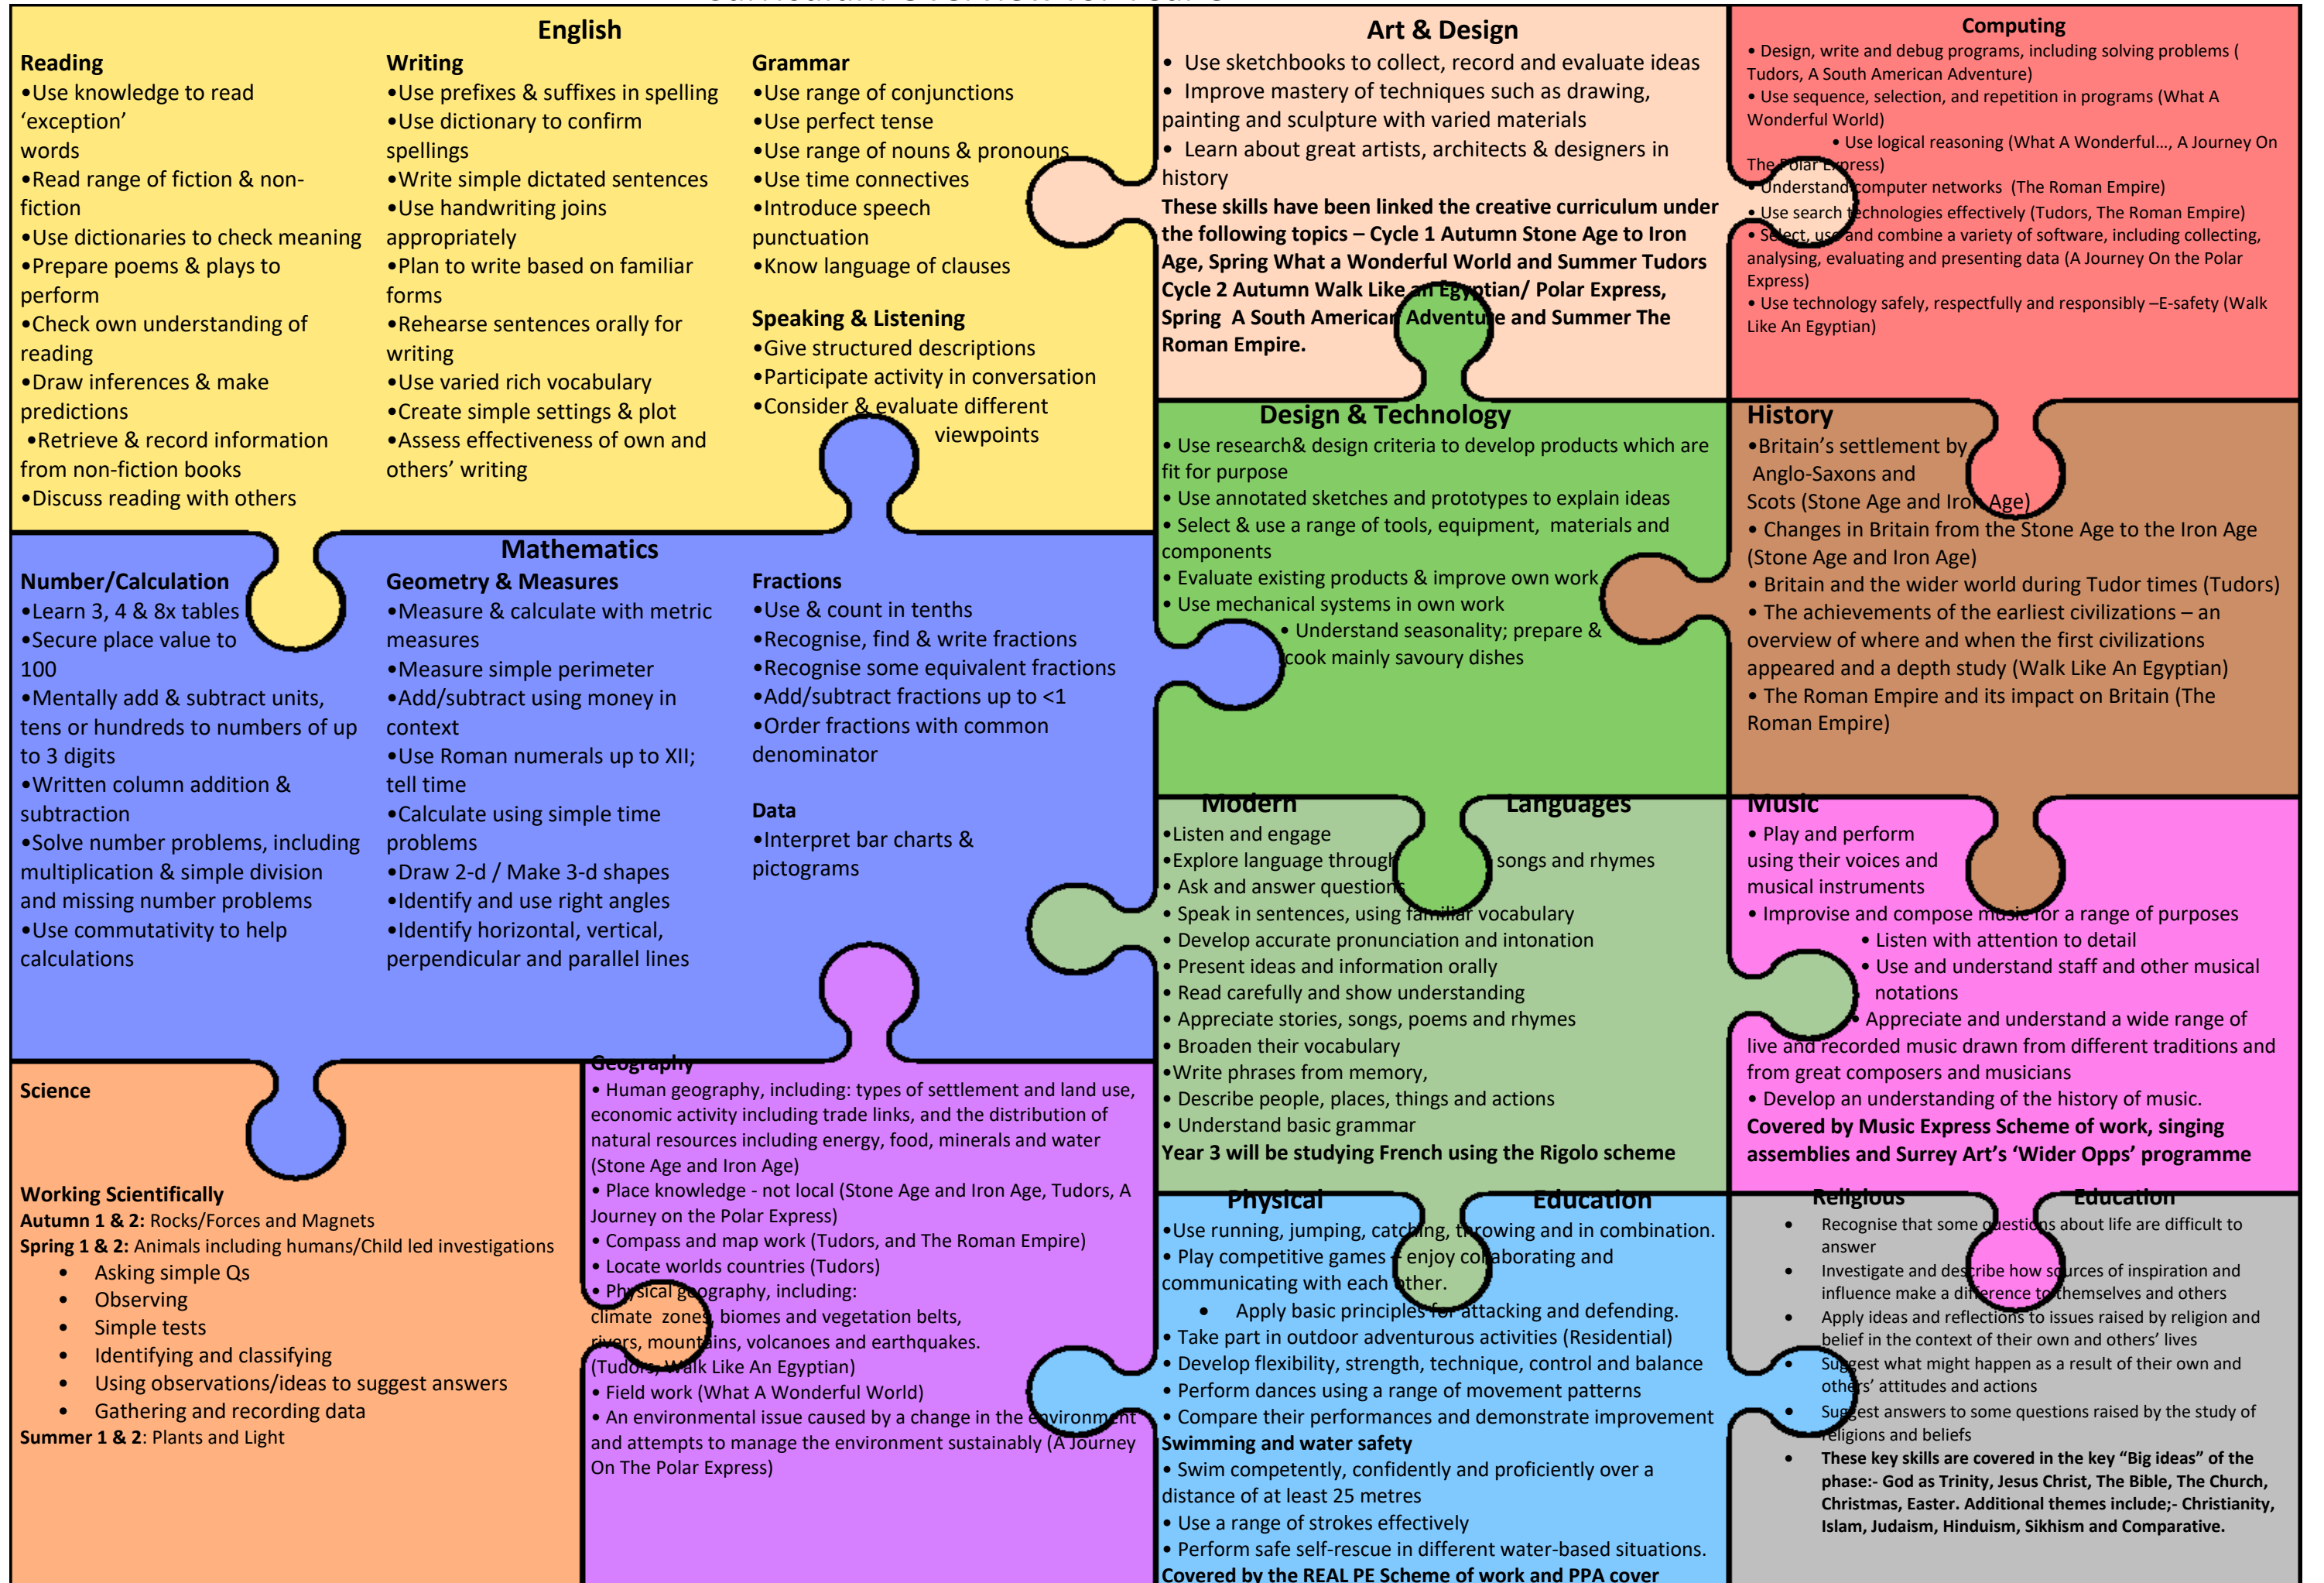 English
Reading
•Use knowledge to read
‘exception’
words
•Read range of fiction & non-
fiction
•Use dictionaries to check meaning
•Prepare poems & plays to
perform
•Check own understanding of
reading
•Draw inferences & make
predictions
•Retrieve & record information
from non-fiction books
•Discuss reading with others
Writing
•Use prefixes & suffixes in spelling
•Use dictionary to confirm
spellings
•Write simple dictated sentences
•Use handwriting joins
appropriately
•Plan to write based on familiar
forms
•Rehearse sentences orally for
writing
•Use varied rich vocabulary
•Create simple settings & plot
•Assess effectiveness of own and
others’ writing
Grammar
•Use range of conjunctions
•Use perfect tense
•Use range of nouns & pronouns
•Use time connectives
•Introduce speech
punctuation
•Know language of clauses
Speaking & Listening
•Give structured descriptions
•Participate activity in conversation
•Consider & evaluate different
viewpoints
Art & Design
• Use sketchbooks to collect, record and evaluate ideas
• Improve mastery of techniques such as drawing,
painting and sculpture with varied materials
• Learn about great artists, architects & designers in
history
These skills have been linked the creative curriculum under
the following topics – Cycle 1 Autumn Stone Age to Iron
Age, Spring What a Wonderful World and Summer Tudors
Cycle 2 Autumn Walk Like an Egyptian/ Polar Express,
Spring A South American Adventure and Summer The
Roman Empire.
Computing
• Design, write and debug programs, including solving problems (
Tudors, A South American Adventure)
• Use sequence, selection, and repetition in programs (What A
Wonderful World)
• Use logical reasoning (What A Wonderful…, A Journey On
The Polar Express)
• Understand computer networks (The Roman Empire)
• Use search technologies effectively (Tudors, The Roman Empire)
• Select, use and combine a variety of software, including collecting,
analysing, evaluating and presenting data (A Journey On the Polar
Express)
• Use technology safely, respectfully and responsibly –E-safety (Walk
Like An Egyptian)
Mathematics
Number/Calculation
•Learn 3, 4 & 8x tables
•Secure place value to
100
•Mentally add & subtract units,
tens or hundreds to numbers of up
to 3 digits
•Written column addition &
subtraction
•Solve number problems, including
multiplication & simple division
and missing number problems
•Use commutativity to help
calculations
Geometry & Measures
•Measure & calculate with metric
measures
•Measure simple perimeter
•Add/subtract using money in
context
•Use Roman numerals up to XII;
tell time
•Calculate using simple time
problems
•Draw 2-d / Make 3-d shapes
•Identify and use right angles
•Identify horizontal, vertical,
perpendicular and parallel lines
Fractions
•Use & count in tenths
•Recognise, find & write fractions
•Recognise some equivalent fractions
•Add/subtract fractions up to <1
•Order fractions with common
denominator
Data
•Interpret bar charts &
pictograms
Design & Technology
• Use research& design criteria to develop products which are
fit for purpose
• Use annotated sketches and prototypes to explain ideas
• Select & use a range of tools, equipment, materials and
components
• Evaluate existing products & improve own work
• Use mechanical systems in own work
• Understand seasonality; prepare &
cook mainly savoury dishes
History
•Britain’s settlement by
Anglo-Saxons and
Scots (Stone Age and Iron Age)
• Changes in Britain from the Stone Age to the Iron Age
(Stone Age and Iron Age)
• Britain and the wider world during Tudor times (Tudors)
• The achievements of the earliest civilizations – an
overview of where and when the first civilizations
appeared and a depth study (Walk Like An Egyptian)
• The Roman Empire and its impact on Britain (The
Roman Empire)
Modern Languages
•Listen and engage
•Explore language through songs and rhymes
• Ask and answer questions
• Speak in sentences, using familiar vocabulary
• Develop accurate pronunciation and intonation
• Present ideas and information orally
• Read carefully and show understanding
• Appreciate stories, songs, poems and rhymes
• Broaden their vocabulary
•Write phrases from memory,
• Describe people, places, things and actions
• Understand basic grammar
Year 3 will be studying French using the Rigolo scheme
Music
• Play and perform
using their voices and
musical instruments
• Improvise and compose music for a range of purposes
• Listen with attention to detail
• Use and understand staff and other musical
notations
• Appreciate and understand a wide range of
live and recorded music drawn from different traditions and
from great composers and musicians
• Develop an understanding of the history of music.
Covered by Music Express Scheme of work, singing
assemblies and Surrey Art’s ‘Wider Opps’ programme
Science
Working Scientifically
Autumn 1 & 2: Rocks/Forces and Magnets
Spring 1 & 2: Animals including humans/Child led investigations
• Asking simple Qs
• Observing
• Simple tests
• Identifying and classifying
• Using observations/ideas to suggest answers
• Gathering and recording data
Summer 1 & 2: Plants and Light
Geography
• Human geography, including: types of settlement and land use,
economic activity including trade links, and the distribution of
natural resources including energy, food, minerals and water
(Stone Age and Iron Age)
• Place knowledge - not local (Stone Age and Iron Age, Tudors, A
Journey on the Polar Express)
• Compass and map work (Tudors, and The Roman Empire)
• Locate worlds countries (Tudors)
• Physical geography, including:
climate zones, biomes and vegetation belts,
rivers, mountains, volcanoes and earthquakes.
(Tudors, Walk Like An Egyptian)
• Field work (What A Wonderful World)
• An environmental issue caused by a change in the environment
and attempts to manage the environment sustainably (A Journey
On The Polar Express)
Physical Education
•Use running, jumping, catching, throwing and in combination.
• Play competitive games – enjoy collaborating and
communicating with each other.
• Apply basic principles for attacking and defending.
• Take part in outdoor adventurous activities (Residential)
• Develop flexibility, strength, technique, control and balance
• Perform dances using a range of movement patterns
• Compare their performances and demonstrate improvement
Swimming and water safety
• Swim competently, confidently and proficiently over a
distance of at least 25 metres
• Use a range of strokes effectively
• Perform safe self-rescue in different water-based situations.
Covered by the REAL PE Scheme of work and PPA cover
Religious Education
• Recognise that some questions about life are difficult to
answer
• Investigate and describe how sources of inspiration and
influence make a difference to themselves and others
• Apply ideas and reflections to issues raised by religion and
belief in the context of their own and others’ lives
• Suggest what might happen as a result of their own and
others’ attitudes and actions
• Suggest answers to some questions raised by the study of
religions and beliefs
• These key skills are covered in the key “Big ideas” of the
phase:- God as Trinity, Jesus Christ, The Bible, The Church,
Christmas, Easter. Additional themes include;- Christianity,
Islam, Judaism, Hinduism, Sikhism and Comparative.